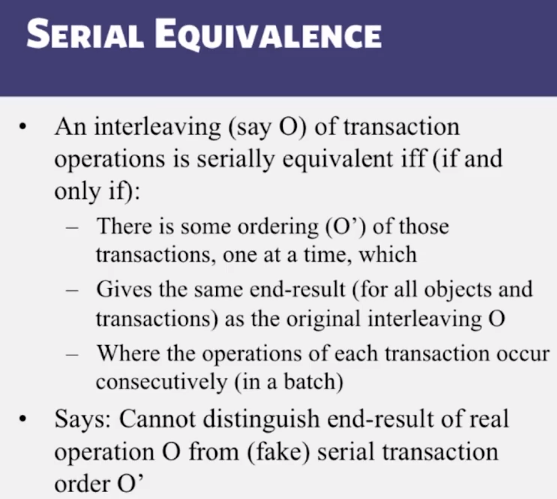 SERIAL EQUIVALENCE
• An interleaving (say O) of transaction
operations is serially equivalent iff (if and
only if):
– There is some ordering (O’) of those
transactions, one at a time, which
– Gives the same end-result (for all objects and
transactions) as the original interleaving O
– Where the operations of each transaction occur
consecutively (in a batch)
• Says: Cannot distinguish end-result of real
operation O from (fake) serial transaction
order O’